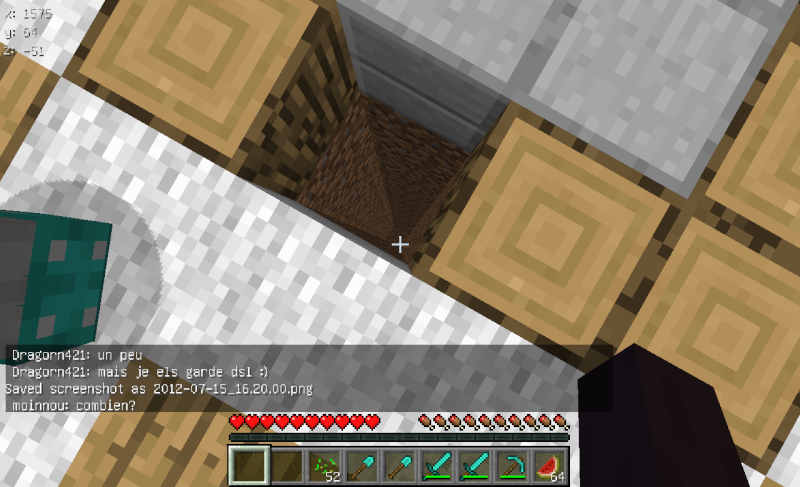 x: 1575
y: 64
z: -51
Dragorn421: un peu
Dragorn421: mais je els garde dsl :)
Saved screenshot as 2012-07-15_16.20.00.png
moinnou: combien?
52
64